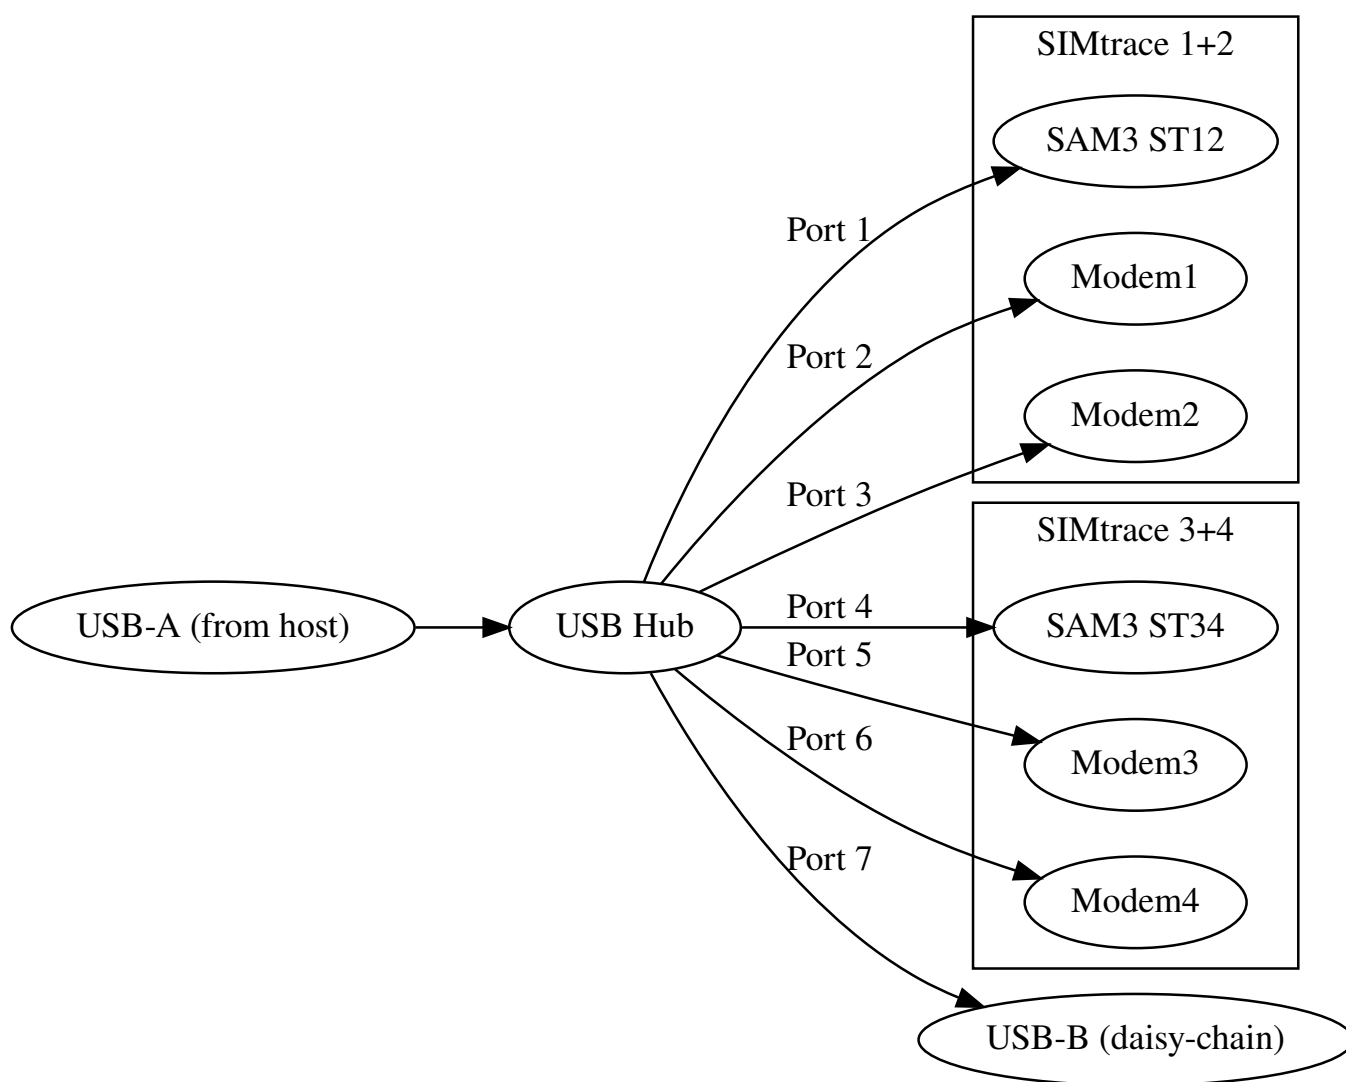 SIMtrace 1+2
SAM3 ST12
Port 1
Modem1
Port 2
Modem2
Port 3
SIMtrace 3+4
USB-A (from host)
USB Hub
Port 4
SAM3 ST34
Port 5
Port 6
Modem3
Port 7
Modem4
USB-B (daisy-chain)